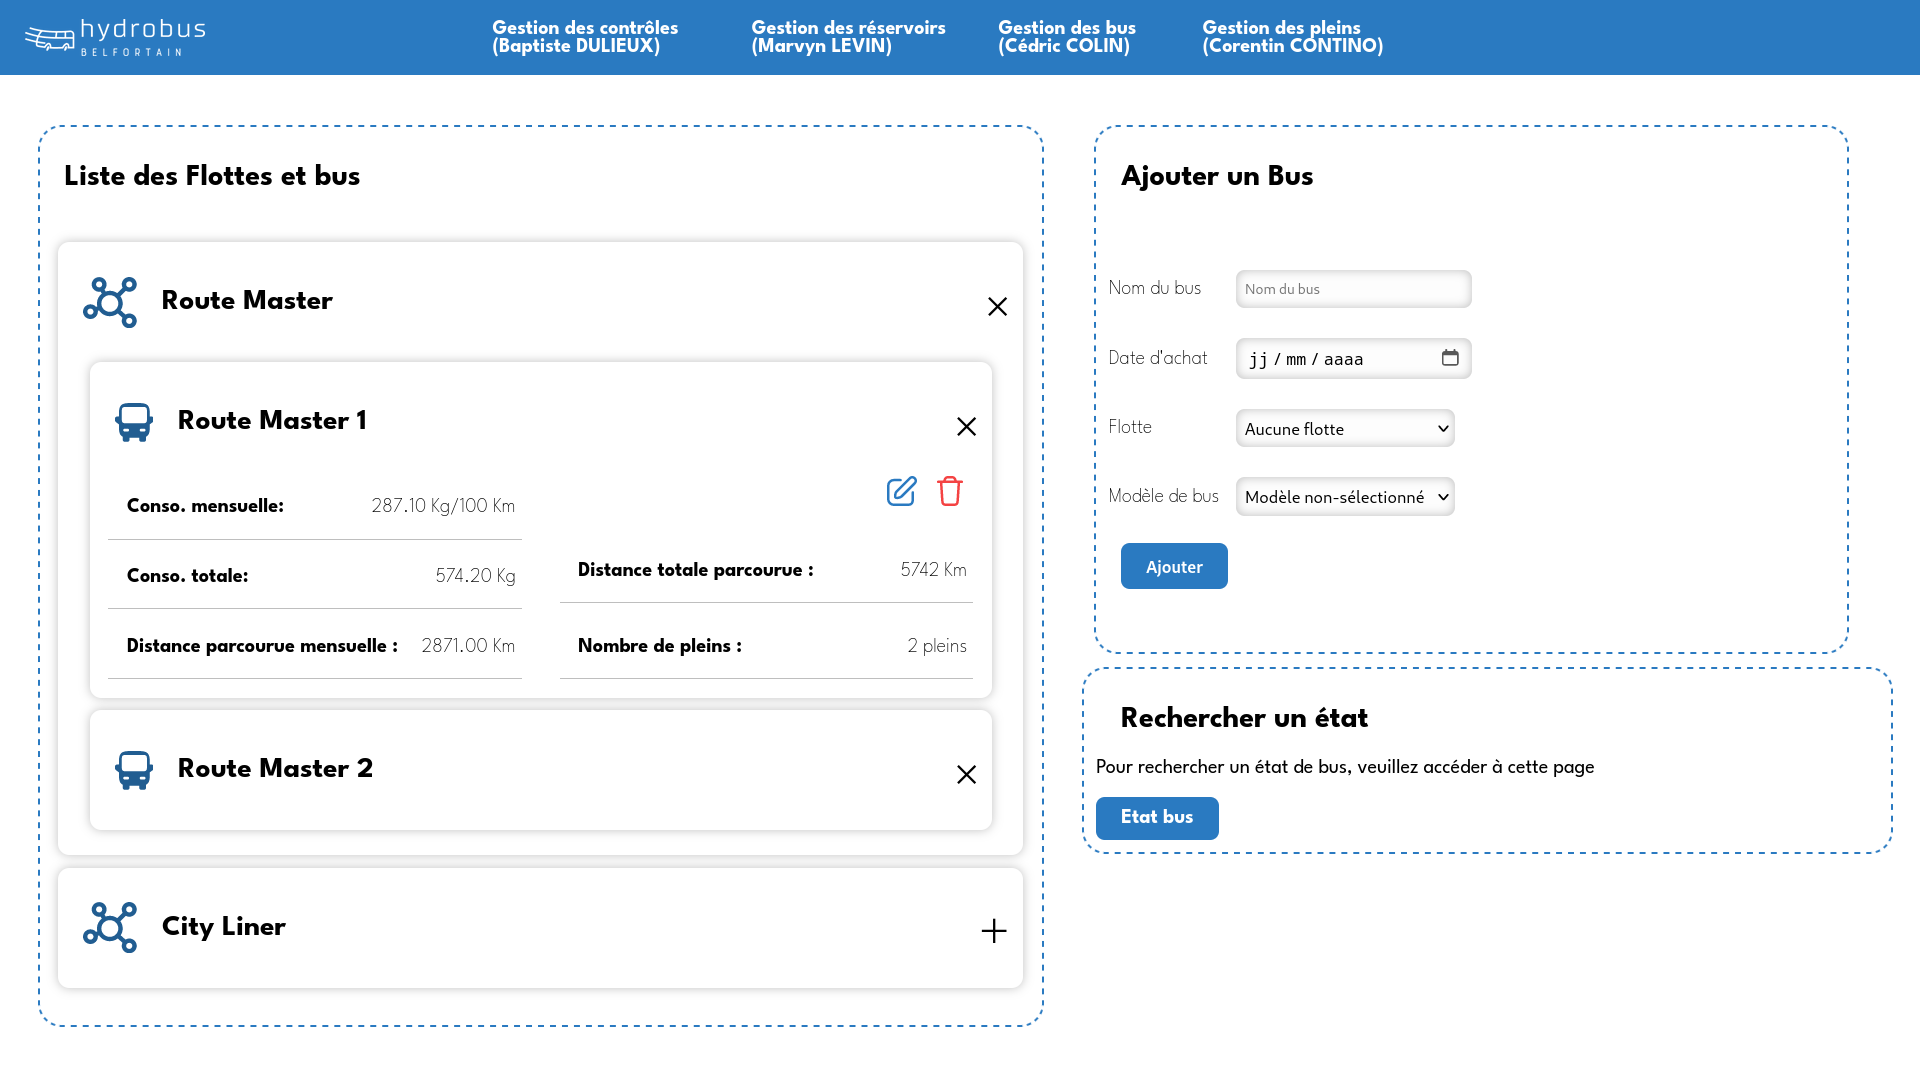 hydrobus
BELFORTAIN
Gestion des contrôles
(Baptiste DULIEUX)
Gestion des réservoirs
(Marvyn LEVIN)
Gestion des bus
(Cédric COLIN)
Gestion des pleins
(Corentin CONTINO)
Liste des Flottes et bus
Route Master
Route Master 1
Conso. mensuelle: 287.10 Kg/100 Km
Conso. totale: 574.20 Kg
Distance parcourue mensuelle : 2871.00 Km
Distance totale parcourue : 5742 Km
Nombre de pleins : 2 pleins
Route Master 2
City Liner
Ajouter un Bus
Nom du bus Nom du bus
Date d'achat jj / mm / aaaa
Flotte Aucune flotte
Modèle de bus Modèle non-sélectionné
Ajouter
Rechercher un état
Pour rechercher un état de bus, veuillez accéder à cette page
Etat bus